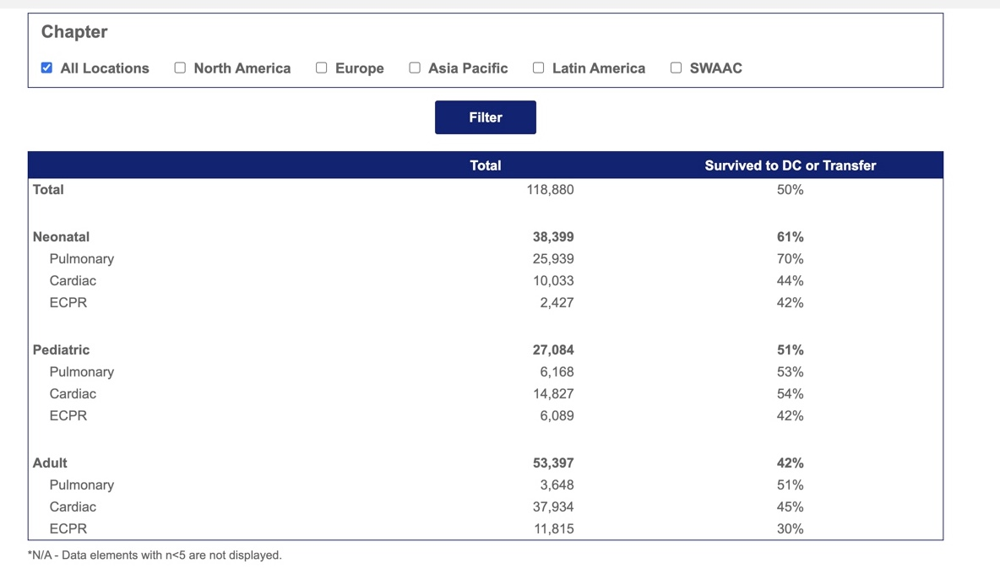 Chapter
All Locations North America Europe Asia Pacific Latin America SWAAC
Filter
Total Survived to DC or Transfer
Total 118,880 50%
Neonatal 38,399 61%
Pulmonary 25,939 70%
Cardiac 10,033 44%
ECPR 2,427 42%
Pediatric 27,084 51%
Pulmonary 6,168 53%
Cardiac 14,827 54%
ECPR 6,089 42%
Adult 53,397 42%
Pulmonary 3,648 51%
Cardiac 37,934 45%
ECPR 11,815 30%
*N/A - Data elements with n<5 are not displayed.